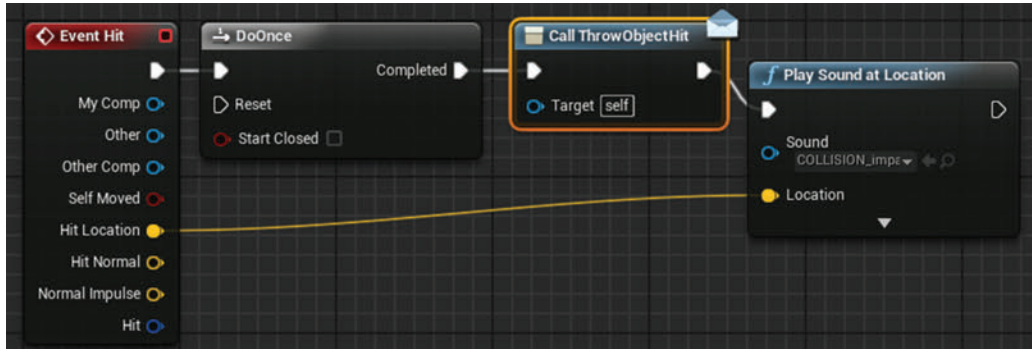 Event Hit
My Comp
Other
Other Comp
Self Moved
Hit Location
Hit Normal
Normal Impulse
Hit
DoOnce
Completed
Reset
Start Closed
Call ThrowObjectHit
Target self
f Play Sound at Location
Sound
COLLISION_impa
Location